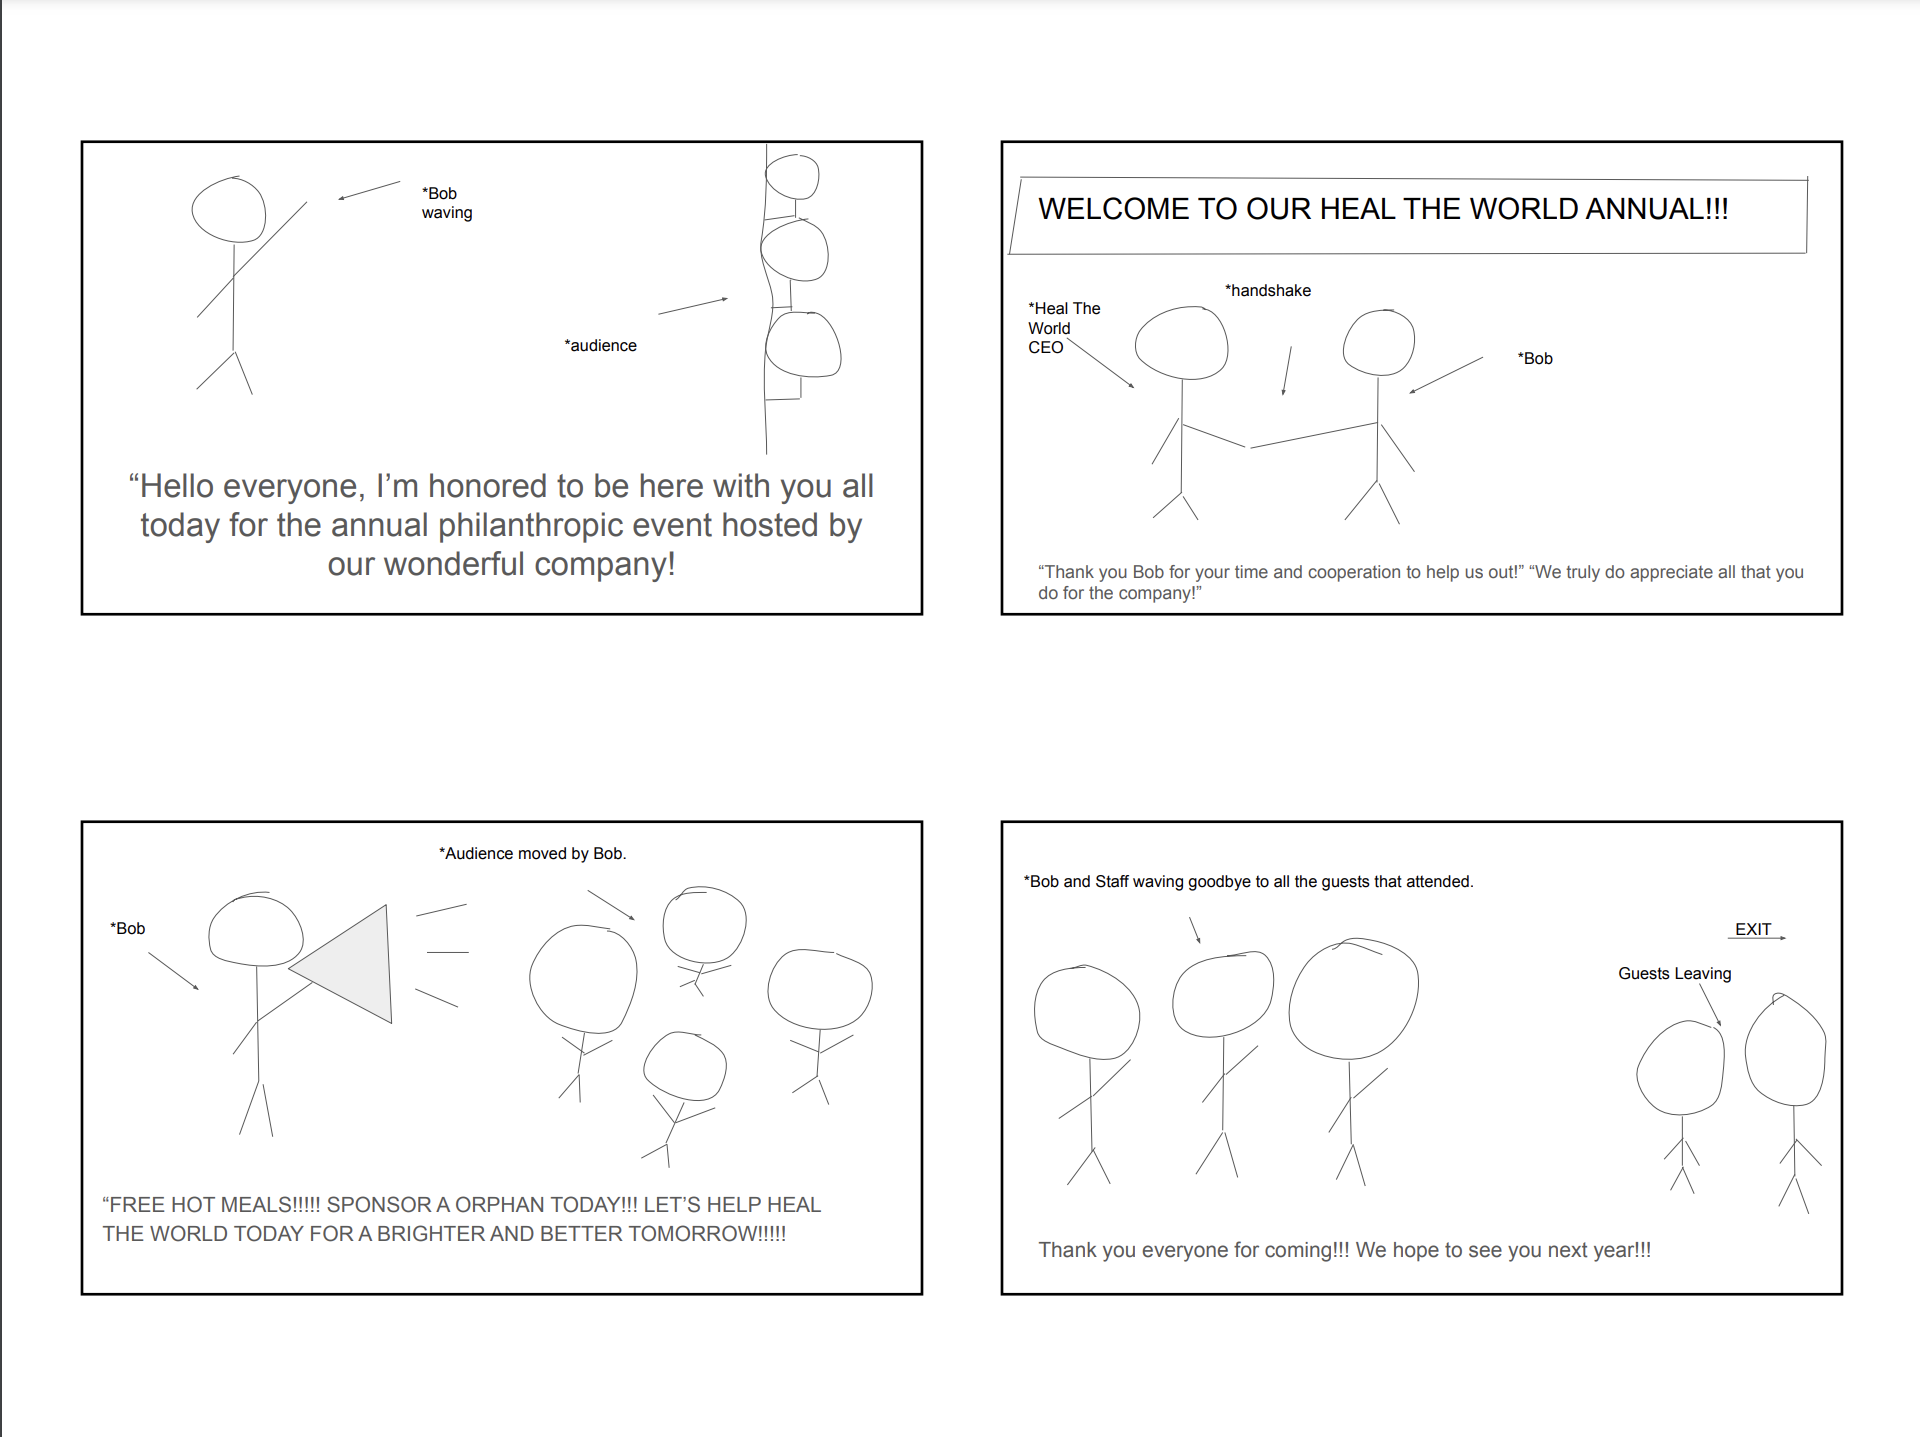 *Bob
waving
*audience
“Hello everyone, I’m honored to be here with you all
today for the annual philanthropic event hosted by
our wonderful company!
WELCOME TO OUR HEAL THE WORLD ANNUAL!!!
*handshake
*Heal The
World
CEO
*Bob
“Thank you Bob for your time and cooperation to help us out!” “We truly do appreciate all that you
do for the company!”
*Audience moved by Bob.
*Bob
“FREE HOT MEALS!!!!! SPONSOR A ORPHAN TODAY!!! LET’S HELP HEAL
THE WORLD TODAY FOR A BRIGHTER AND BETTER TOMORROW!!!!!
*Bob and Staff waving goodbye to all the guests that attended.
EXIT
Guests Leaving
Thank you everyone for coming!!! We hope to see you next year!!!